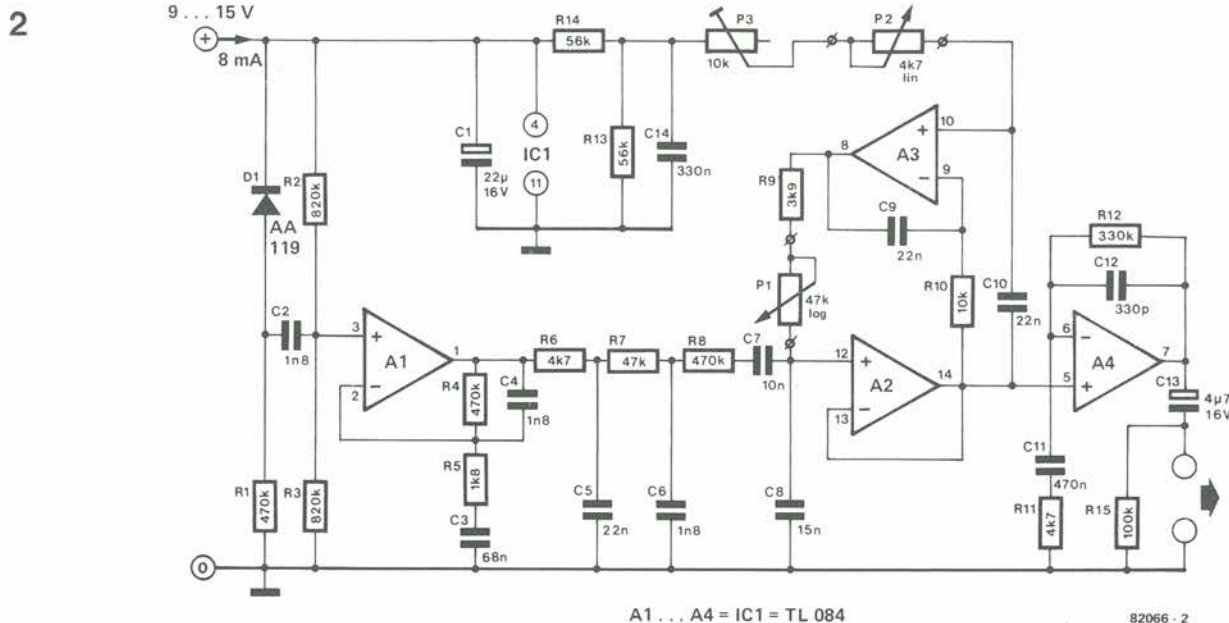 2
9 . . . 15 V
+
8 mA
R14
56k
P3
10k
P2
4k7
lin
C1
22µ
16V
4
IC1
11
R13
56k
C14
330n
D1
AA
119
R2
820k
8
A3
+
10
−
9
R9
3k9
C9
22n
R10
10k
C10
22n
R12
330k
C12
330p
C2
1n8
3
+
A1
1
−
2
R4
470k
C4
1n8
R6
4k7
R7
47k
R8
470k
C7
10n
P1
47k
log
12
+
A2
14
−
13
6
−
A4
7
5
+
C13
4µ7
16V
R1
470k
R3
820k
R5
1k8
C3
68n
C5
22n
C6
1n8
C8
15n
C11
470n
R11
4k7
R15
100k
0
A1 . . . A4 = IC1 = TL 084
82066 - 2